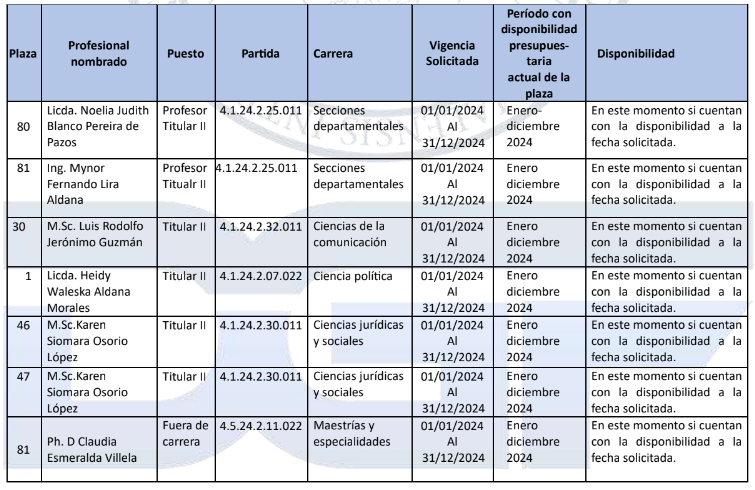 Plaza
Profesional
nombrado
Puesto
Partida
Carrera
Vigencia
Solicitada
Período con
disponibilidad
presupues-
taria
actual de la
plaza
Disponibilidad
80
Licda. Noelia Judith
Blanco Pereira de
Pazos
Profesor
Titular II
4.1.24.2.25.011
Secciones
departamentales
01/01/2024
Al
31/12/2024
Enero-
diciembre
2024
En este momento si cuentan
con la disponibilidad a la
fecha solicitada.
81
Ing. Mynor
Fernando Lira
Aldana
Profesor
Titualr II
4.1.24.2.25.011
Secciones
departamentales
01/01/2024
Al
31/12/2024
Enero
diciembre
2024
En este momento si cuentan
con la disponibilidad a la
fecha solicitada.
30
M.Sc. Luis Rodolfo
Jerónimo Guzmán
Titular II
4.1.24.2.32.011
Ciencias de la
comunicación
01/01/2024
Al
31/12/2024
Enero
diciembre
2024
En este momento si cuentan
con la disponibilidad a la
fecha solicitada.
1
Licda. Heidy
Waleska Aldana
Morales
Titular II
4.1.24.2.07.022
Ciencia política
01/01/2024
Al
31/12/2024
Enero
diciembre
2024
En este momento si cuentan
con la disponibilidad a la
fecha solicitada.
46
M.Sc.Karen
Siomara Osorio
López
Titular II
4.1.24.2.30.011
Ciencias jurídicas
y sociales
01/01/2024
Al
31/12/2024
Enero
diciembre
2024
En este momento si cuentan
con la disponibilidad a la
fecha solicitada.
47
M.Sc.Karen
Siomara Osorio
López
Titular II
4.1.24.2.30.011
Ciencias jurídicas
y sociales
01/01/2024
Al
31/12/2024
Enero
diciembre
2024
En este momento si cuentan
con la disponibilidad a la
fecha solicitada.
81
Ph. D Claudia
Esmeralda Villela
Fuera de
carrera
4.5.24.2.11.022
Maestrías y
especialidades
01/01/2024
Al
31/12/2024
Enero
diciembre
2024
En este momento si cuentan
con la disponibilidad a la
fecha solicitada.